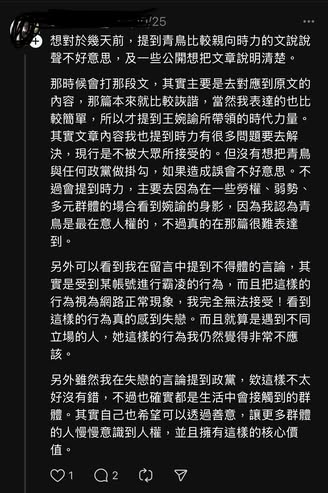 /25
想對於幾天前，提到青鳥比較親向時力的文說說
聲不好意思，及一些公開想把文章說明清楚。
那時候會打那段文，其實主要是去對應到原文的
內容，那篇本來就比較詼諧，當然我表達的也比
較簡單，所以才提到王婉諭所帶領的時代力量。
其實文章內容我也提到時力有很多問題要去解
決，現行是不被大眾所接受的。但沒有想把青鳥
與任何政黨做掛勾，如果造成誤會不好意思。不
過會提到時力，主要去因為在一些勞權、弱勢、
多元群體的場合看到婉諭的身影，因為我認為青
鳥是最在意人權的，不過真的在那篇很難表達
到。
另外可以看到我在留言中提到不得體的言論，其
實是受到某帳號進行霸凌的行為，而且把這樣的
行為視為網路正常現象，我完全無法接受！看到
這樣的行為真的感到失戀。而且就算是遇到不同
立場的人，她這樣的行為我仍然覺得非常不應
該。
另外雖然我在失戀的言論提到政黨，欸這樣不太
好沒有錯，不過也確實都是生活中會接觸到的群
體。其實自己也希望可以透過善意，讓更多群體
的人慢慢意識到人權，並且擁有這樣的核心價
值。
1 2